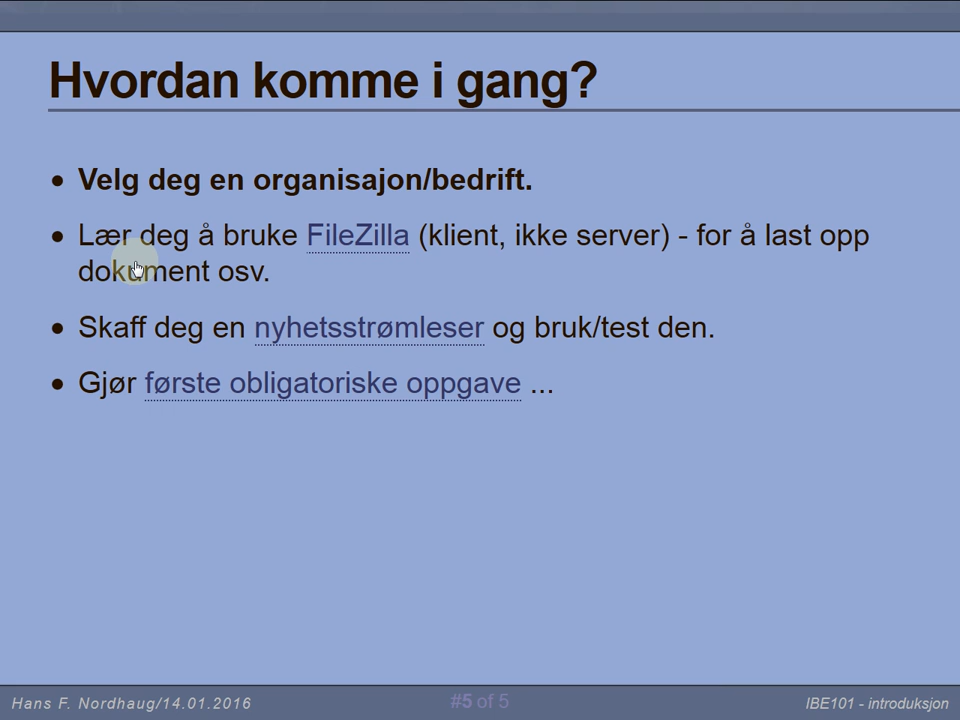 Hvordan komme i gang?
• Velg deg en organisajon/bedrift.
• Lær deg å bruke FileZilla (klient, ikke server) - for å last opp
dokument osv.
• Skaff deg en nyhetsstrømleser og bruk/test den.
• Gjør første obligatoriske oppgave ...
Hans F. Nordhaug/14.01.2016
#5 of 5
IBE101 - introduksjon